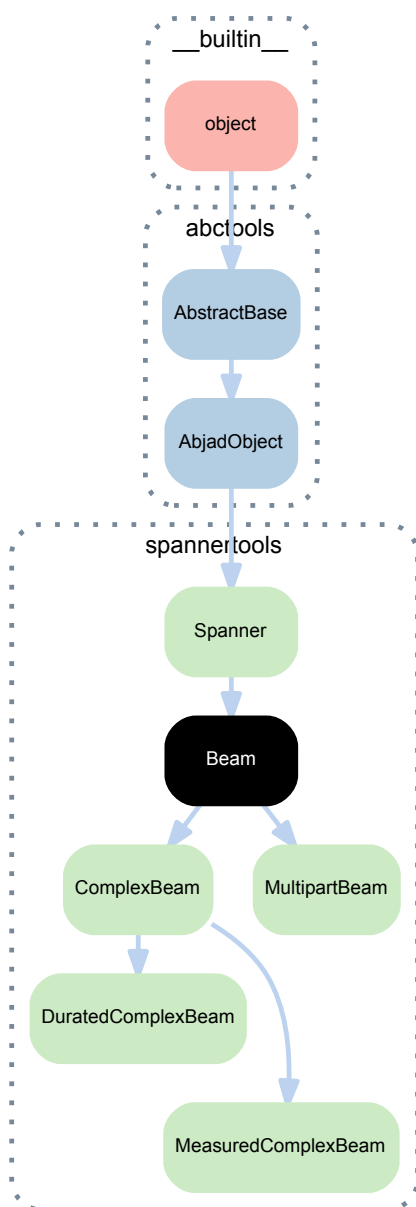 __builtin__
object
abctools
AbstractBase
AbjadObject
spannertools
Spanner
Beam
ComplexBeam
MultipartBeam
DuratedComplexBeam
MeasuredComplexBeam